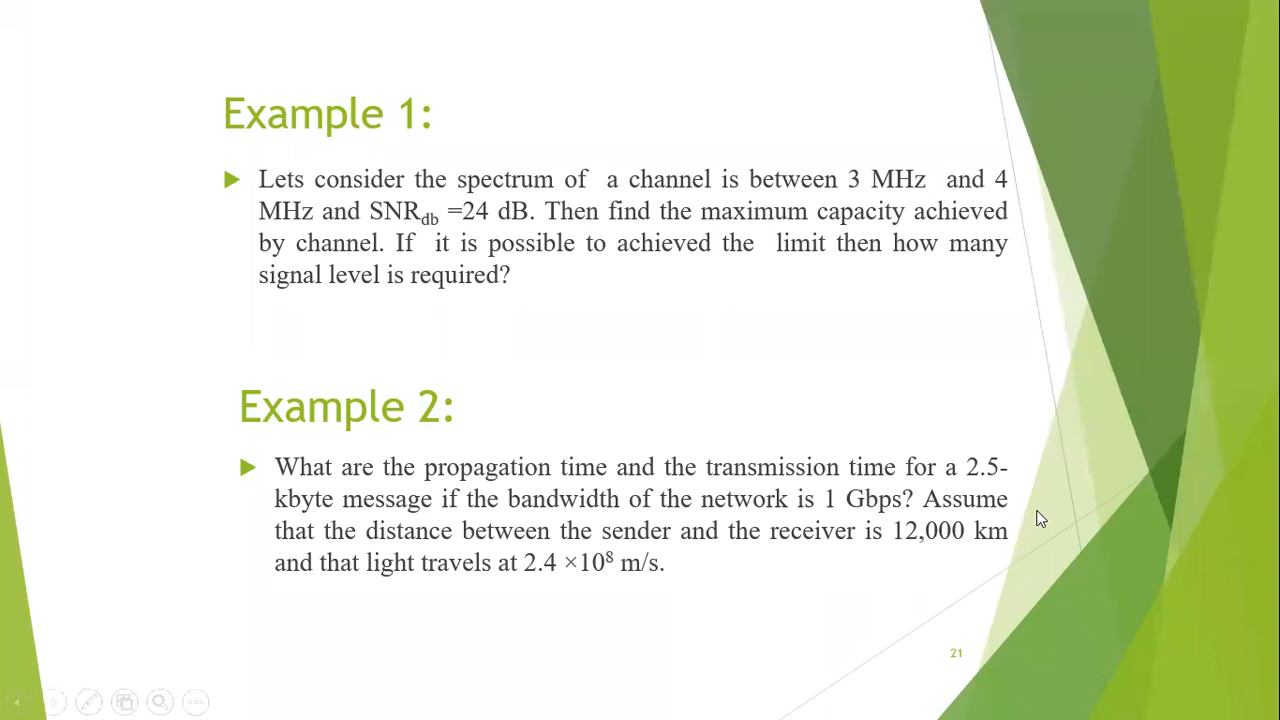 Example 1:
Lets consider the spectrum of a channel is between 3 MHz and 4
MHz and SNRdb =24 dB. Then find the maximum capacity achieved
by channel. If it is possible to achieved the limit then how many
signal level is required?
Example 2:
What are the propagation time and the transmission time for a 2.5-
kbyte message if the bandwidth of the network is 1 Gbps? Assume
that the distance between the sender and the receiver is 12,000 km
and that light travels at 2.4 ×10⁸ m/s.
21